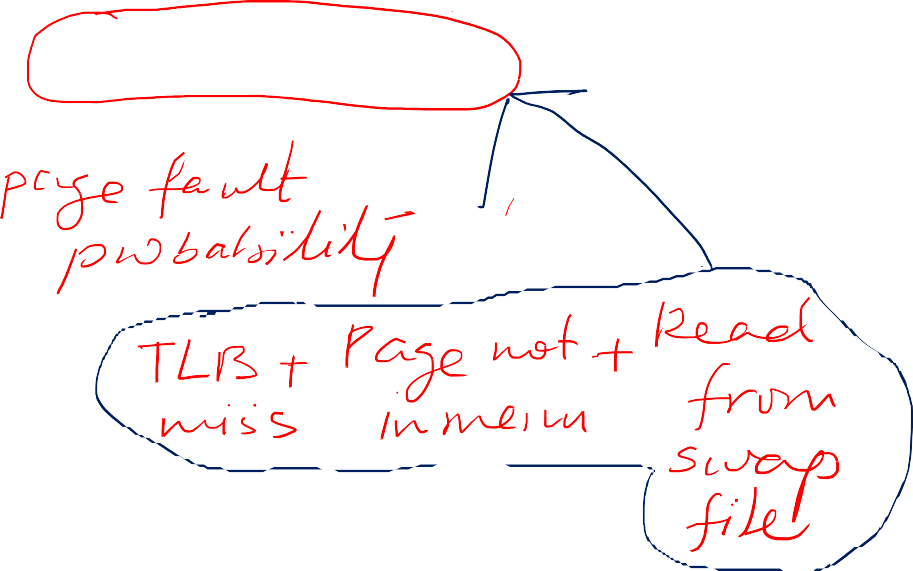 page fault
probability
TLB + Page not + Read
miss in mem from
swap
file